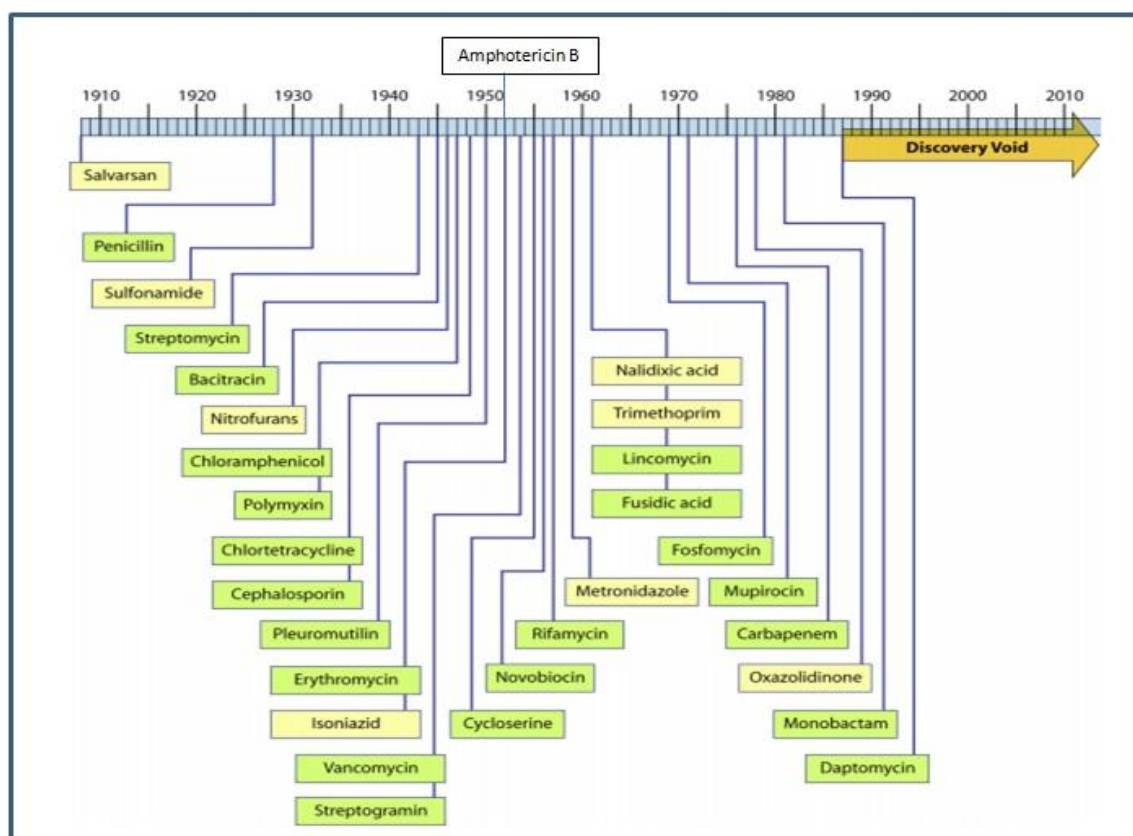 Amphotericin B
1910 1920 1930 1940 1950 1960 1970 1980 1990 2000 2010
Discovery Void
Salvarsan
Penicillin
Sulfonamide
Streptomycin
Bacitracin
Nitrofurans
Chloramphenicol
Polymyxin
Chlortetracycline
Cephalosporin
Pleuromutilin
Erythromycin
Isoniazid
Vancomycin
Streptogramin
Cycloserine
Novobiocin
Rifamycin
Metronidazole
Nalidixic acid
Trimethoprim
Lincomycin
Fusidic acid
Fosfomycin
Mupirocin
Carbapenem
Oxazolidinone
Monobactam
Daptomycin